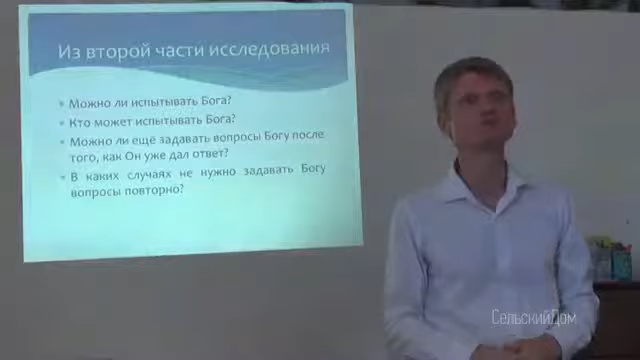 Из второй части исследования
Можно ли испытывать Бога?
Кто может испытывать Бога?
Можно ли ещё задавать вопросы Богу после
того, как Он уже дал ответ?
В каких случаях не нужно задавать Богу
вопросы повторно?
СельскийДом